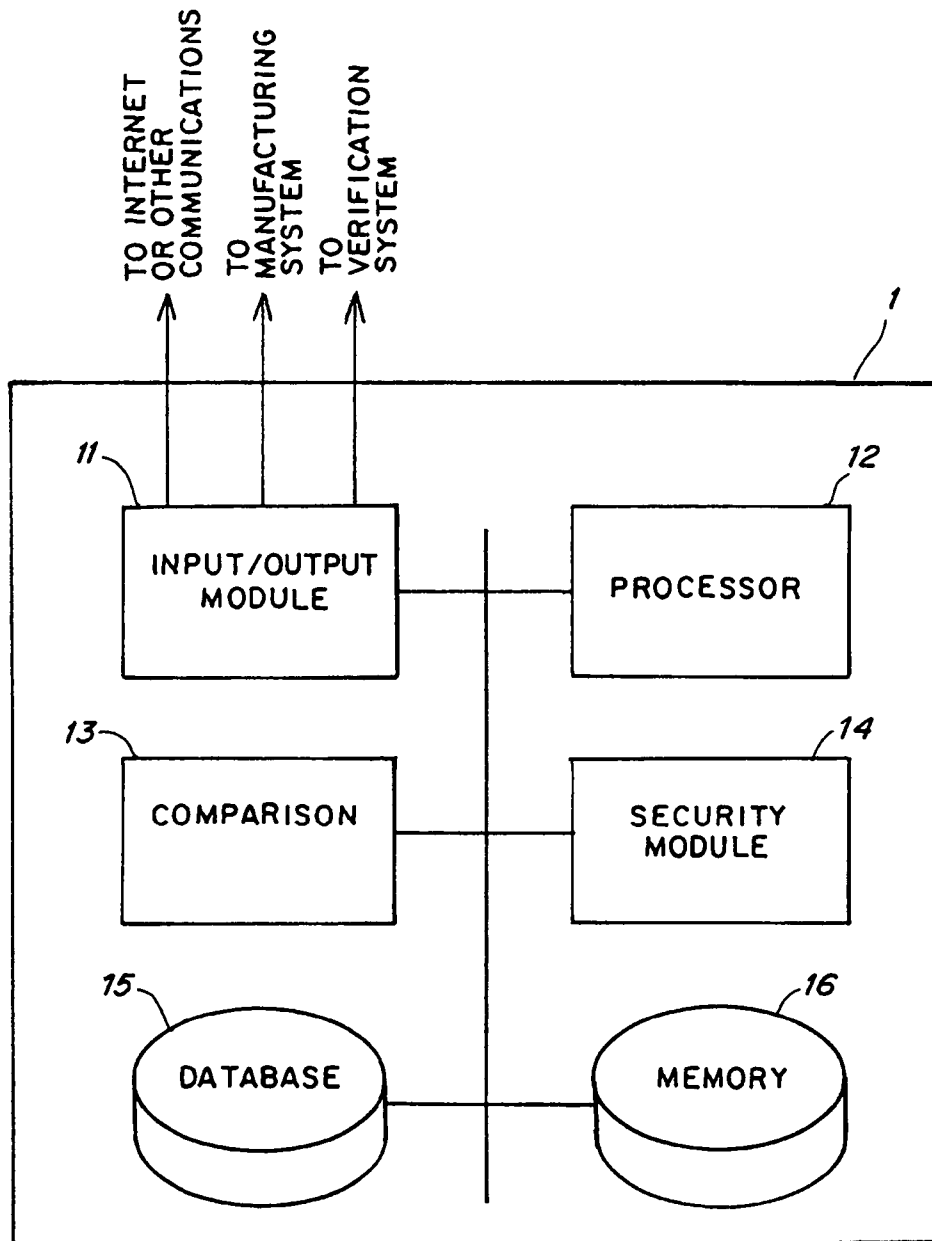 TO INTERNET
OR OTHER
COMMUNICATIONS
TO
MANUFACTURING
SYSTEM
TO
VERIFICATION
SYSTEM
1
11
INPUT/OUTPUT
MODULE
12
PROCESSOR
13
COMPARISON
14
SECURITY
MODULE
15
DATABASE
16
MEMORY